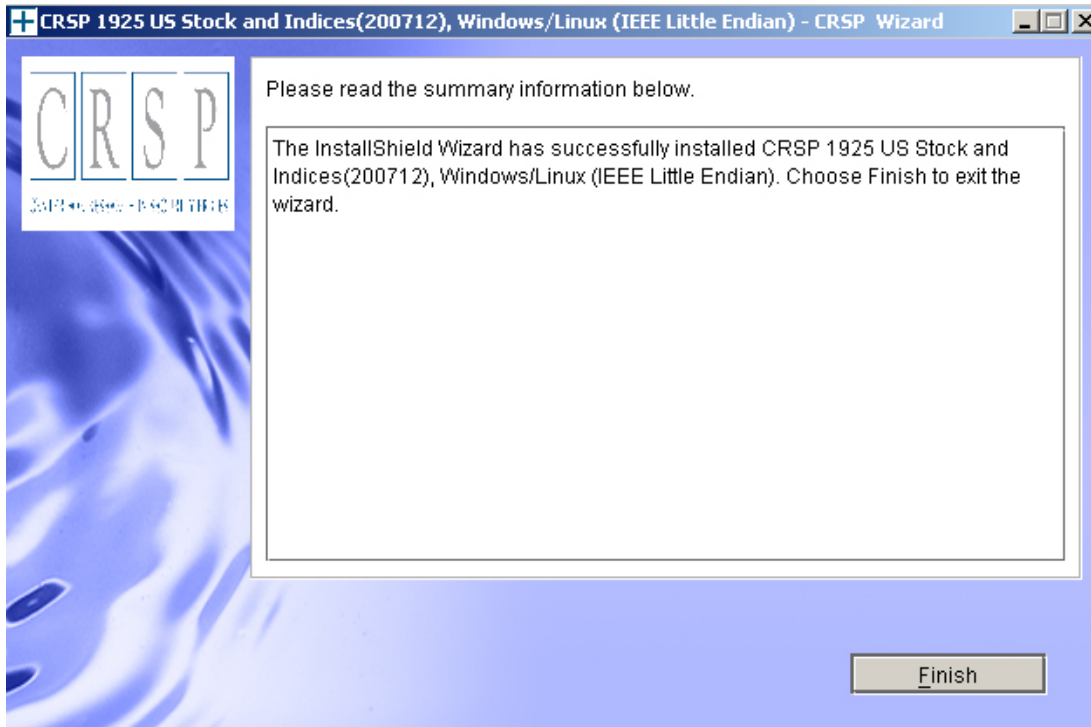 CRSP 1925 US Stock and Indices(200712), Windows/Linux (IEEE Little Endian) - CRSP Wizard
CRSP
Please read the summary information below.
The InstallShield Wizard has successfully installed CRSP 1925 US Stock and
Indices(200712), Windows/Linux (IEEE Little Endian). Choose Finish to exit the
wizard.
Finish